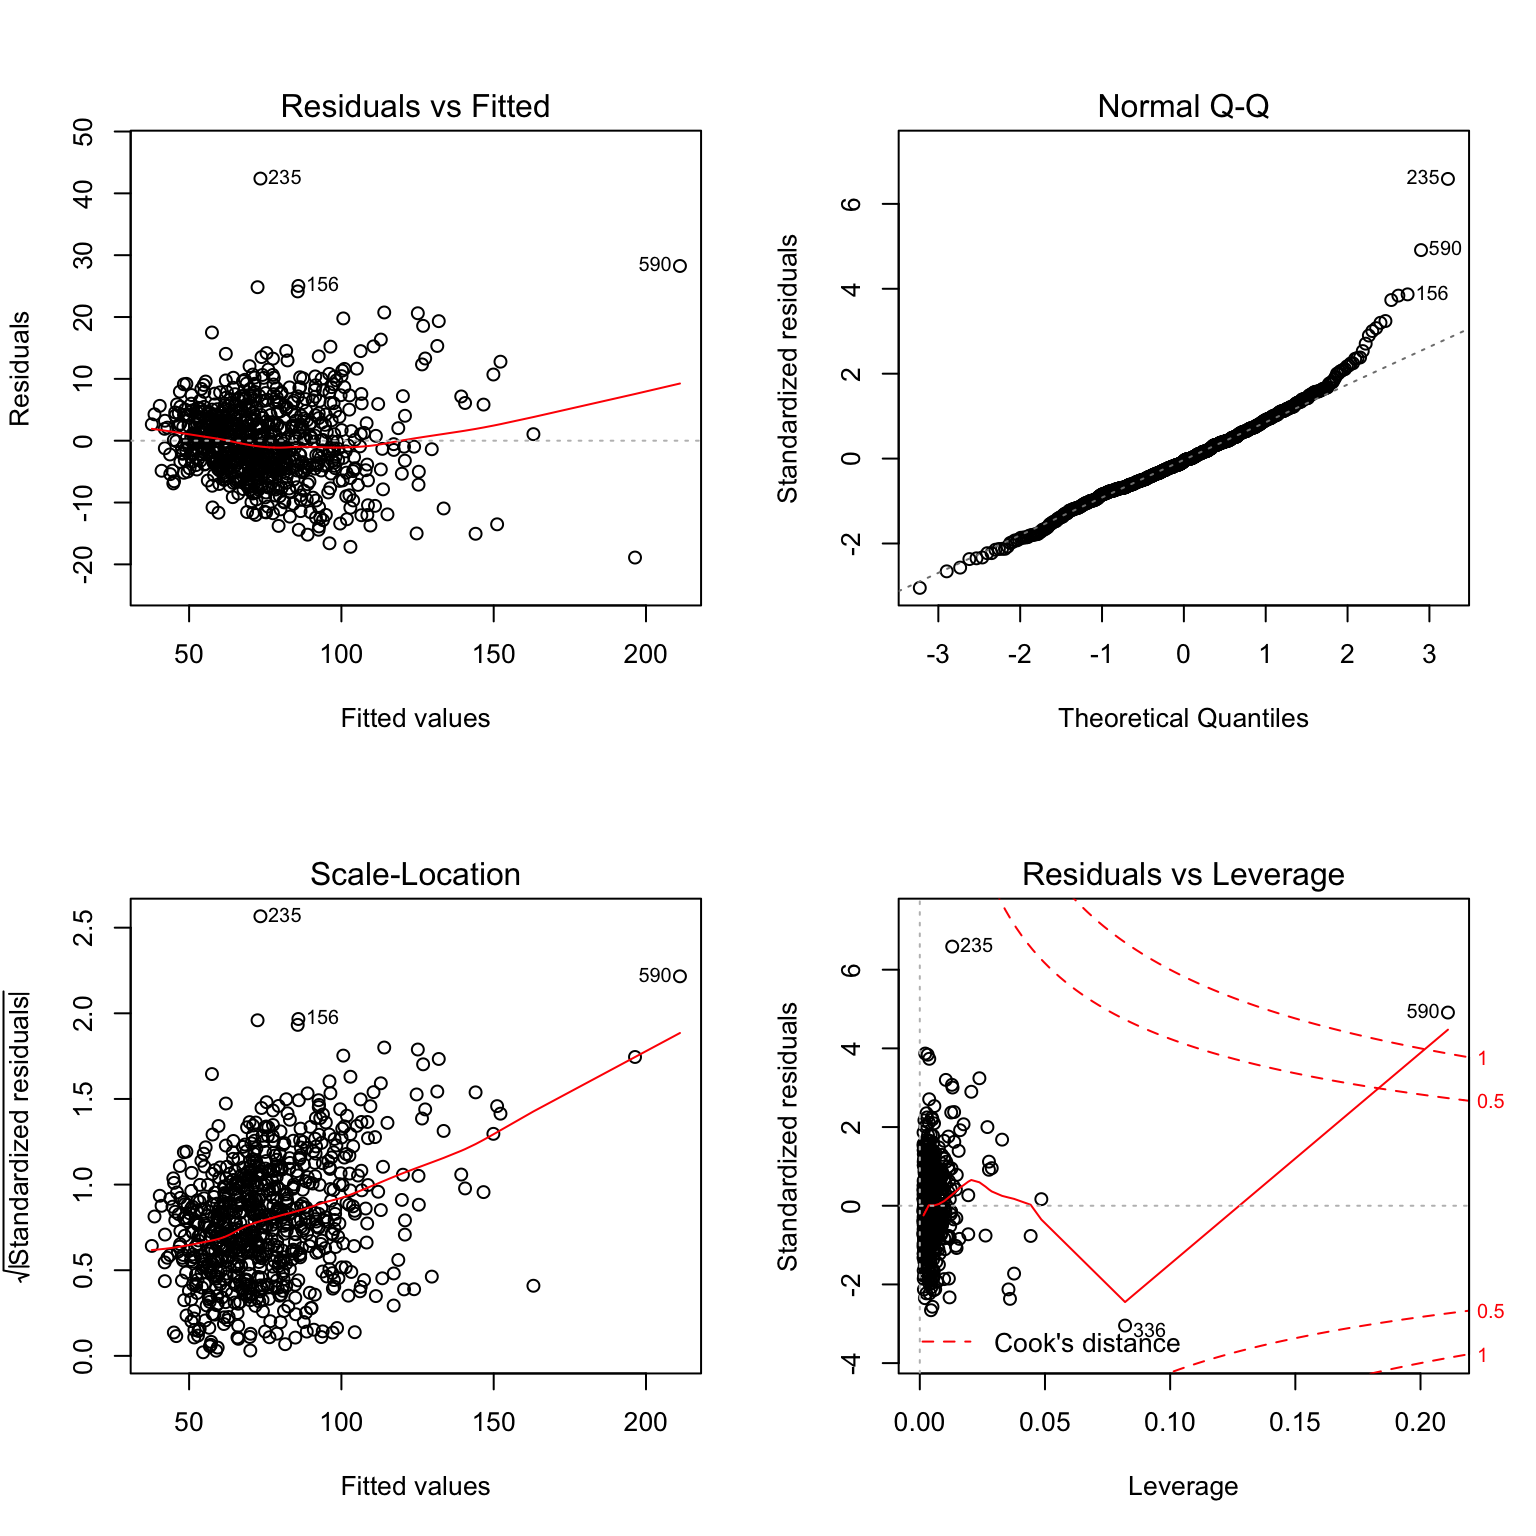 Residuals vs Fitted
Residuals
50
40
30
20
10
0
-10
-20
235
156
590
50 100 150 200
Fitted values
Normal Q-Q
Standardized residuals
6
4
2
0
-2
235
590
156
-3 -2 -1 0 1 2 3
Theoretical Quantiles
Scale-Location
√|Standardized residuals|
2.5
2.0
1.5
1.0
0.5
0.0
235
590
156
50 100 150 200
Fitted values
Residuals vs Leverage
Standardized residuals
6
4
2
0
-2
-4
235
590
1
0.5
0.5
336
Cook's distance
1
0.00 0.05 0.10 0.15 0.20
Leverage